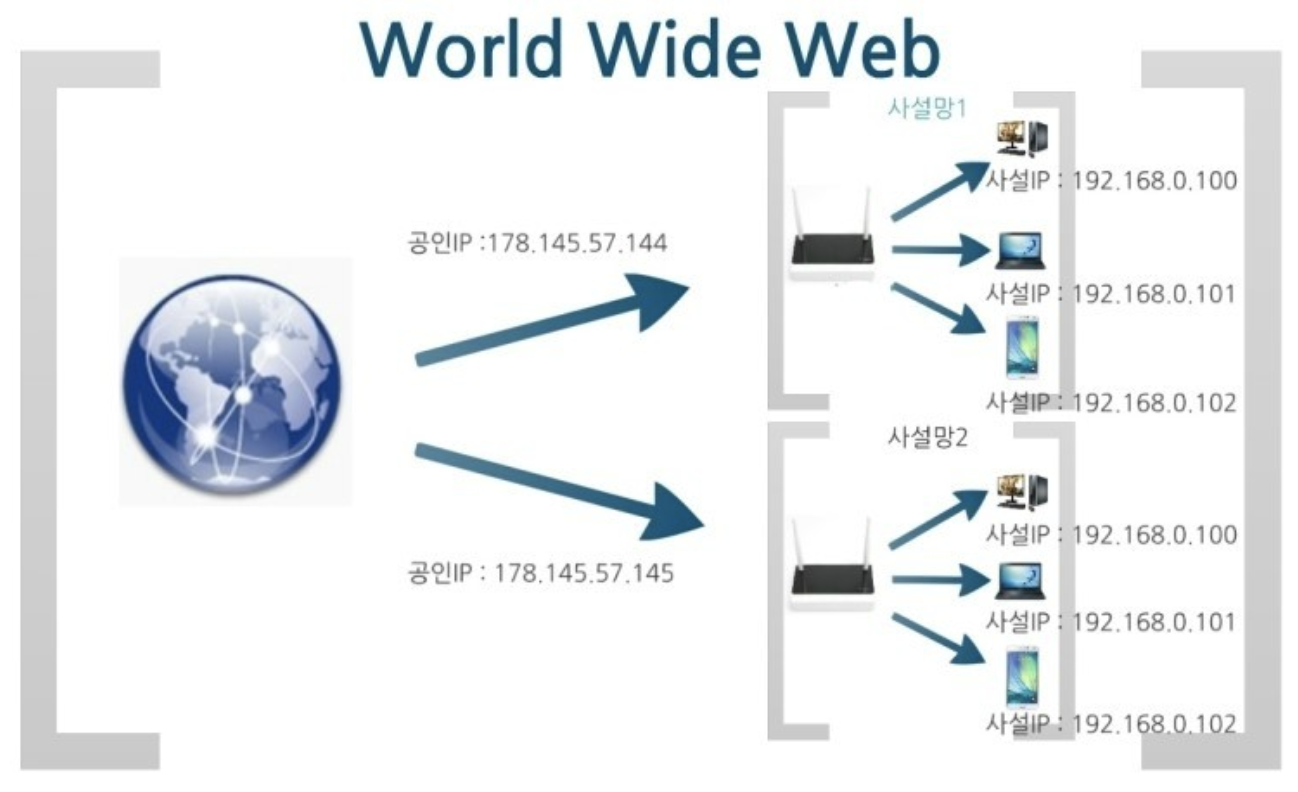 World Wide Web
사설망1
사설IP : 192.168.0.100
공인IP :178.145.57.144
사설IP : 192.168.0.101
사설IP : 192.168.0.102
사설망2
사설IP : 192.168.0.100
공인IP : 178.145.57.145
사설IP : 192.168.0.101
사설IP : 192.168.0.102